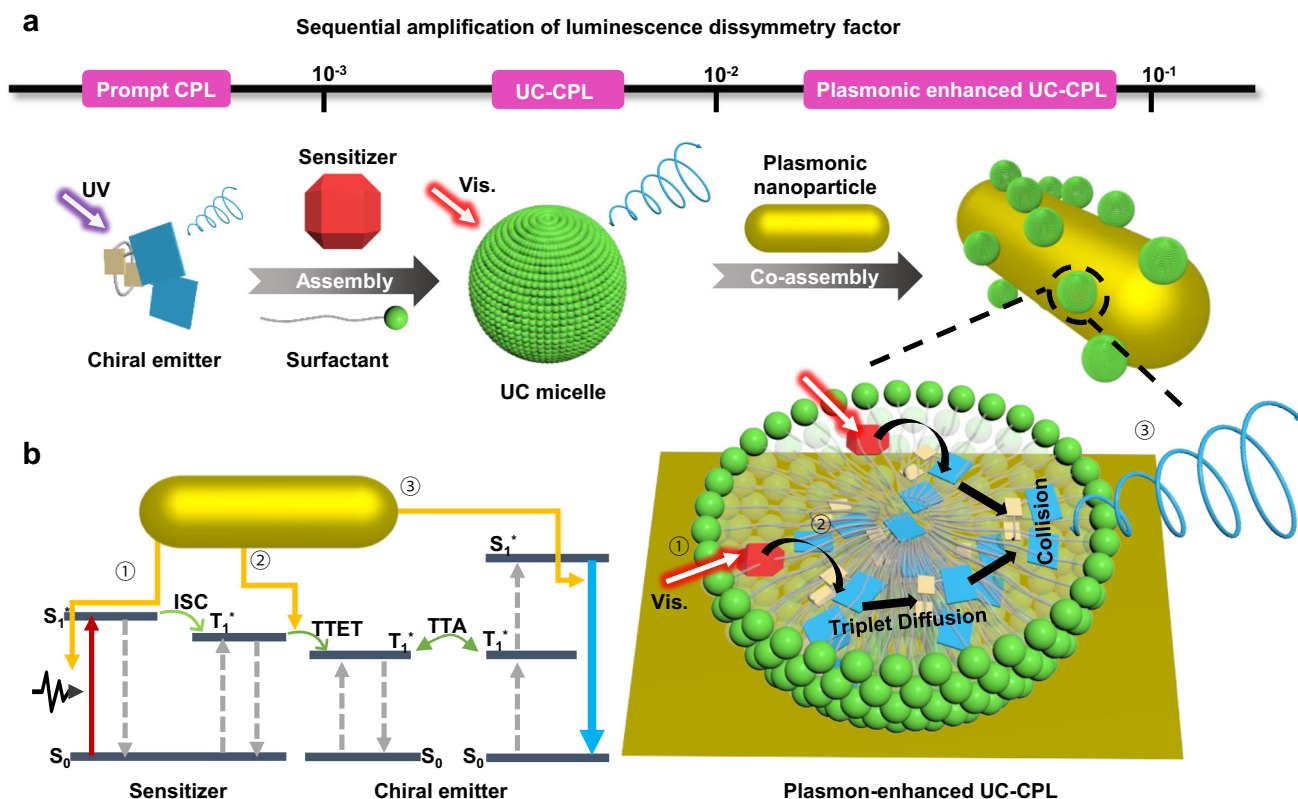 a
Sequential amplification of luminescence dissymmetry factor
Prompt CPL
10⁻³
UC-CPL
10⁻²
Plasmonic enhanced UC-CPL
10⁻¹
UV
Chiral emitter
Sensitizer
Assembly
Surfactant
Vis.
UC micelle
Plasmonic
nanoparticle
Co-assembly
b
①
②
③
S₁*
ISC
T₁*
TTET
T₁*
TTA
T₁*
S₁*
S₀
S₀
S₀
Sensitizer
Chiral emitter
①
②
③
Vis.
Collision
Triplet Diffusion
Plasmon-enhanced UC-CPL